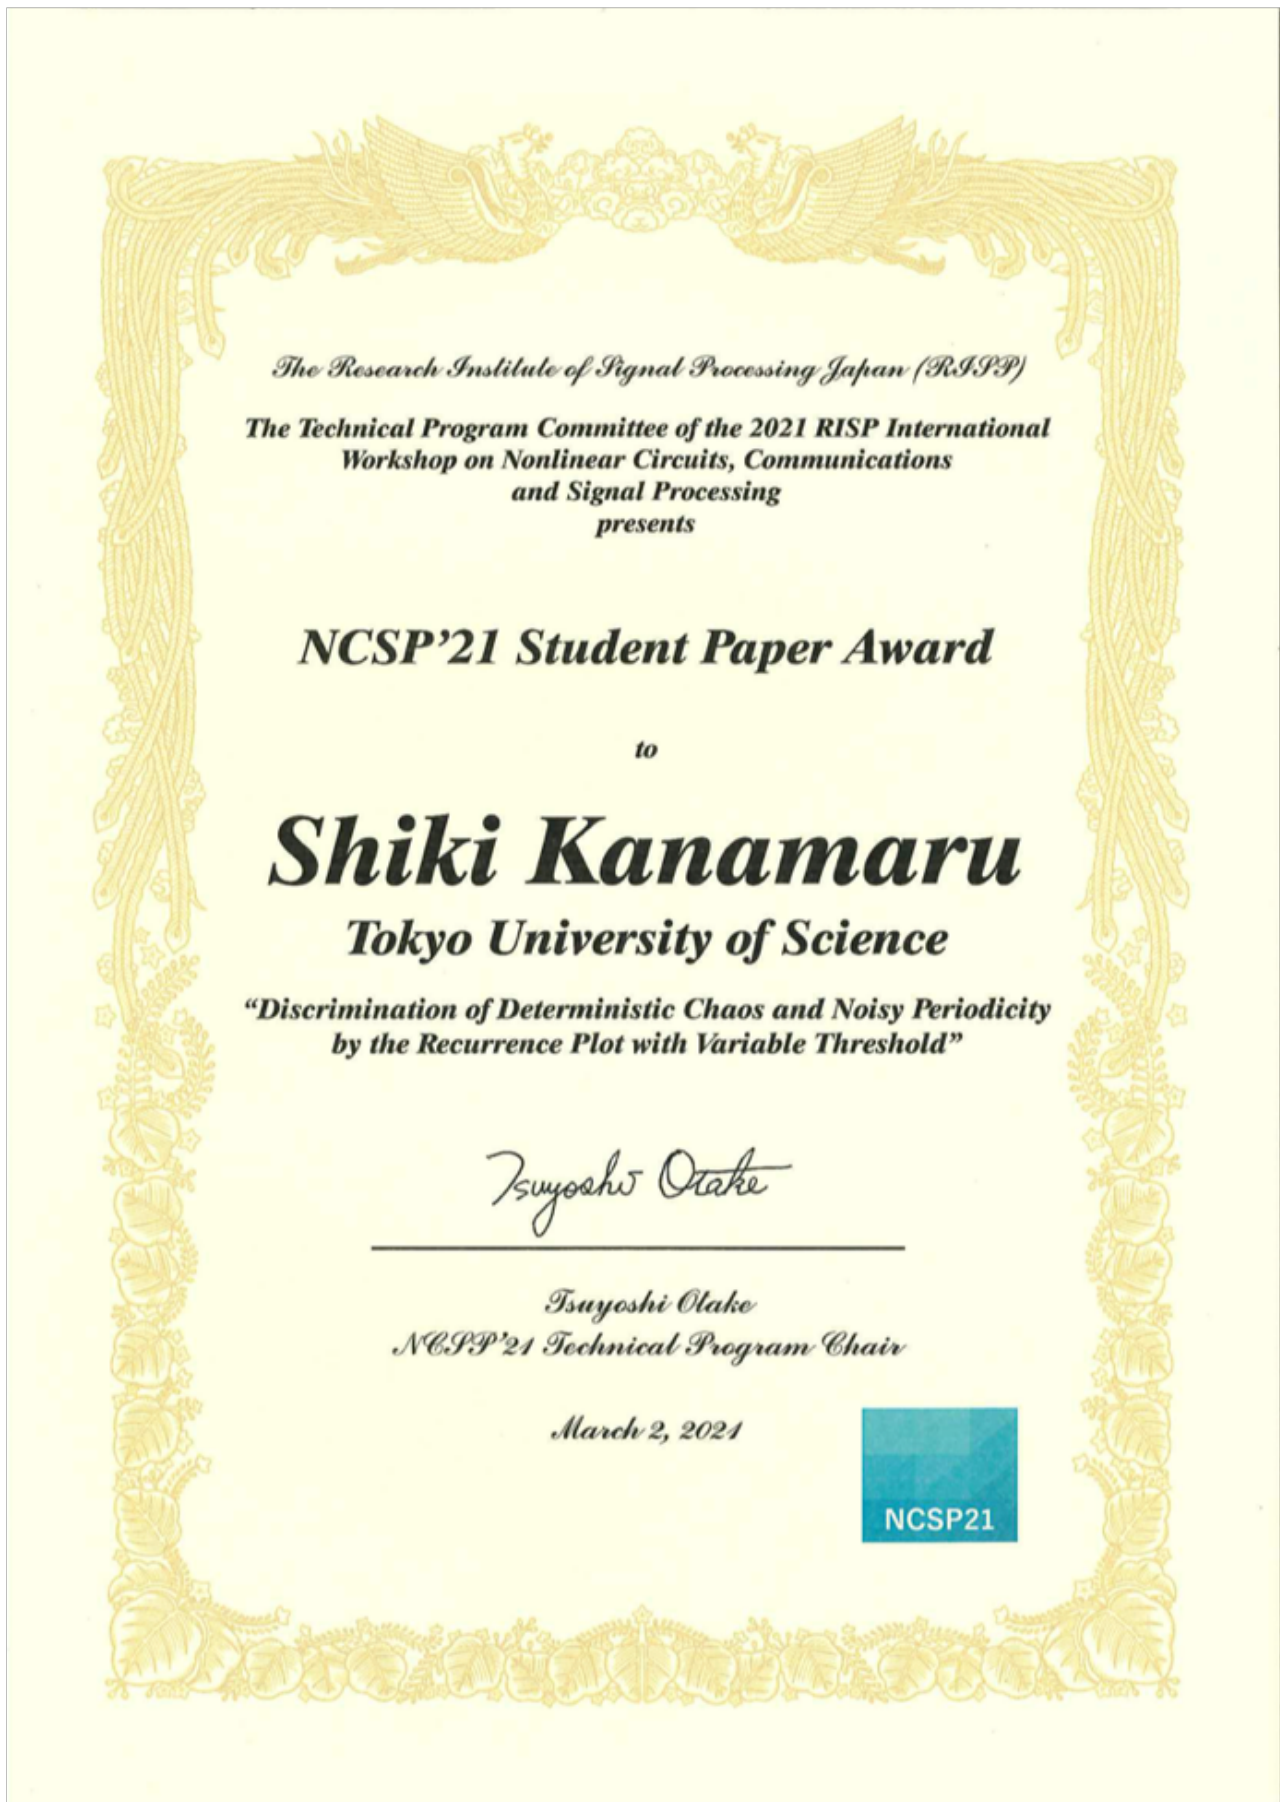 The Research Institute of Signal Processing Japan (RISP)
The Technical Program Committee of the 2021 RISP International
Workshop on Nonlinear Circuits, Communications
and Signal Processing
presents
NCSP’21 Student Paper Award
to
Shiki Kanamaru
Tokyo University of Science
“Discrimination of Deterministic Chaos and Noisy Periodicity
by the Recurrence Plot with Variable Threshold”
Tsuyoshi Otake
Tsuyoshi Otake
NCSP’21 Technical Program Chair
March 2, 2021
NCSP21